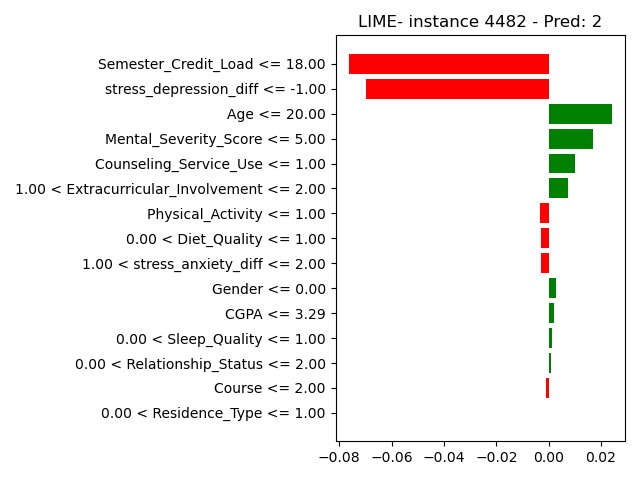 LIME- instance 4482 - Pred: 2
Semester_Credit_Load <= 18.00
stress_depression_diff <= -1.00
Age <= 20.00
Mental_Severity_Score <= 5.00
Counseling_Service_Use <= 1.00
1.00 < Extracurricular_Involvement <= 2.00
Physical_Activity <= 1.00
0.00 < Diet_Quality <= 1.00
1.00 < stress_anxiety_diff <= 2.00
Gender <= 0.00
CGPA <= 3.29
0.00 < Sleep_Quality <= 1.00
0.00 < Relationship_Status <= 2.00
Course <= 2.00
0.00 < Residence_Type <= 1.00
−0.08 −0.06 −0.04 −0.02 0.00 0.02